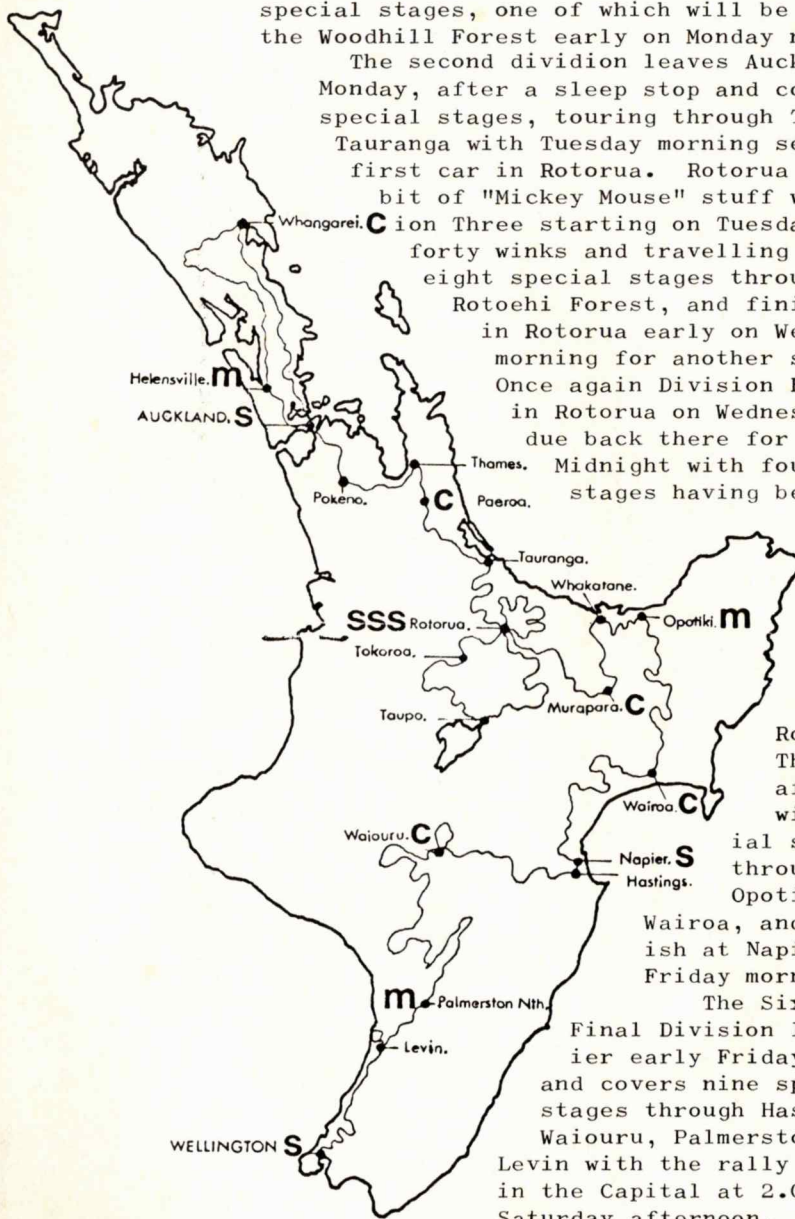 special stages, one of which will be
the Woodhill Forest early on Monday
The second dividion leaves Auck
Monday, after a sleep stop and co
special stages, touring through
Tauranga with Tuesday morning se
first car in Rotorua. Rotorua
bit of "Mickey Mouse" stuff
Whangarei. C
ion Three starting on Tuesda
forty winks and travelling
eight special stages throu
Rotoehi Forest, and fini
in Rotorua early on We
morning for another s
Helensville. m
Once again Division
AUCKLAND. S
in Rotorua on Wednes
due back there for
Thames.
Midnight with fou
Pokeno.
C Paeroa.
stages having be
Tauranga.
Whakatane.
SSS Rotorua.
Opotiki. m
Tokoroa.
Murapara. C
Taupo.
Ro
Th
Wairoa. C
wi
Waiouru. C
ial s
Napier. S
throu
Hastings.
Opoti
Wairoa, and
ish at Napi
Friday morn
m Palmerston Nth.
The Six
Final Division
Levin.
ier early Friday
and covers nine sp
stages through Has
WELLINGTON S
Waiouru, Palmersto
Levin with the rally
in the Capital at 2.0
Saturday afternoon.